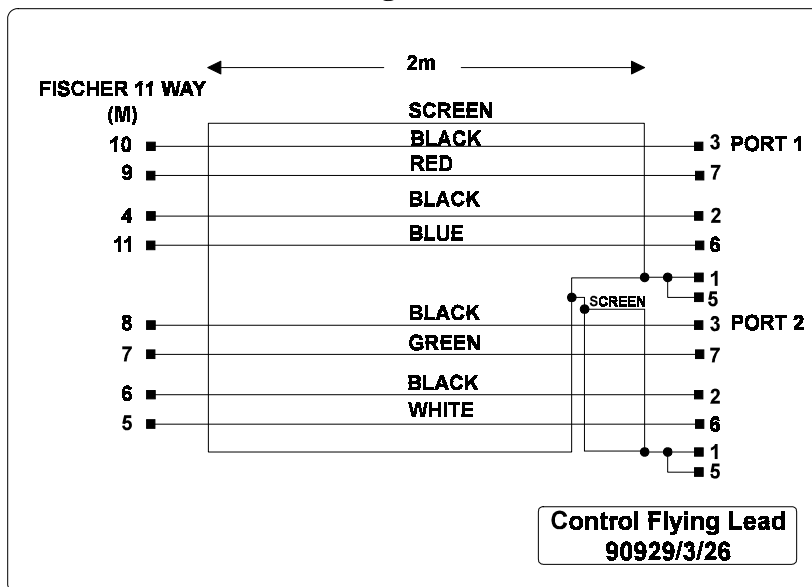 2m
FISCHER 11 WAY
(M)
SCREEN
10 BLACK 3 PORT 1
9 RED 7
4 BLACK 2
11 BLUE 6
1
5
SCREEN
8 BLACK 3 PORT 2
7 GREEN 7
6 BLACK 2
5 WHITE 6
1
5
Control Flying Lead
90929/3/26